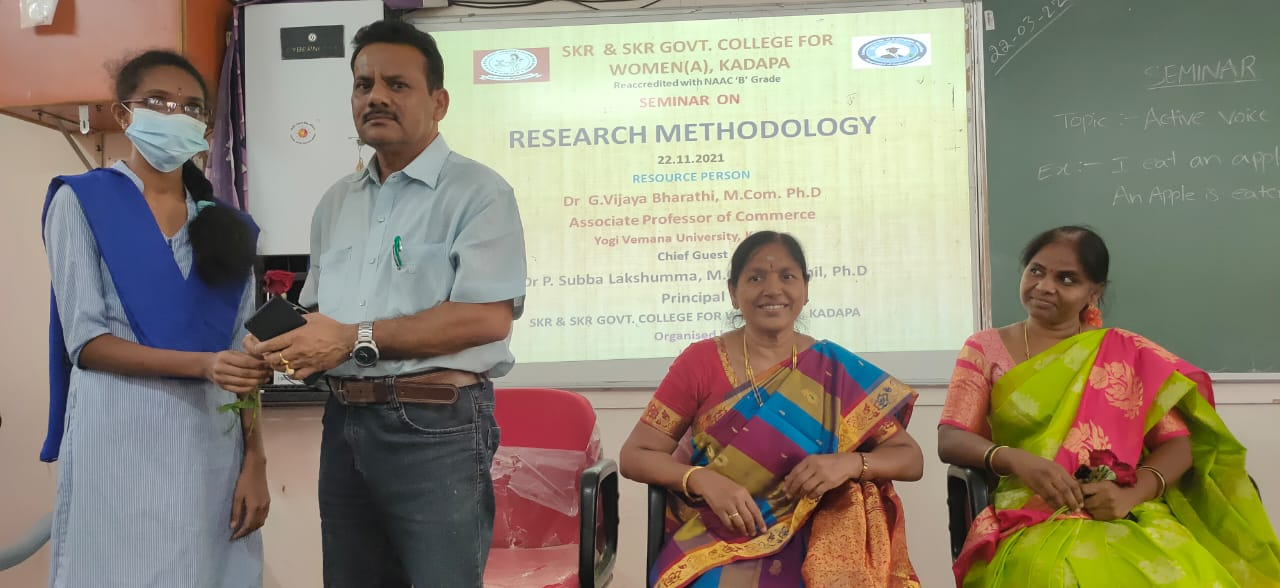 SKR & SKR GOVT. COLLEGE FOR
WOMEN(A), KADAPA
Reaccredited with NAAC 'B' Grade
SEMINAR ON
RESEARCH METHODOLOGY
22.11.2021
RESOURCE PERSON
Dr G.Vijaya Bharathi, M.Com. Ph.D
Associate Professor of Commerce
Yogi Vemana University,
Chief Guest
Dr P. Subba Lakshumma, Ph.D
Principal
SKR & SKR GOVT. COLLEGE FOR KADAPA
Organised
22-03-22
SEMINAR
Topic :- Active voice
Ex:- I eat an
An Apple is